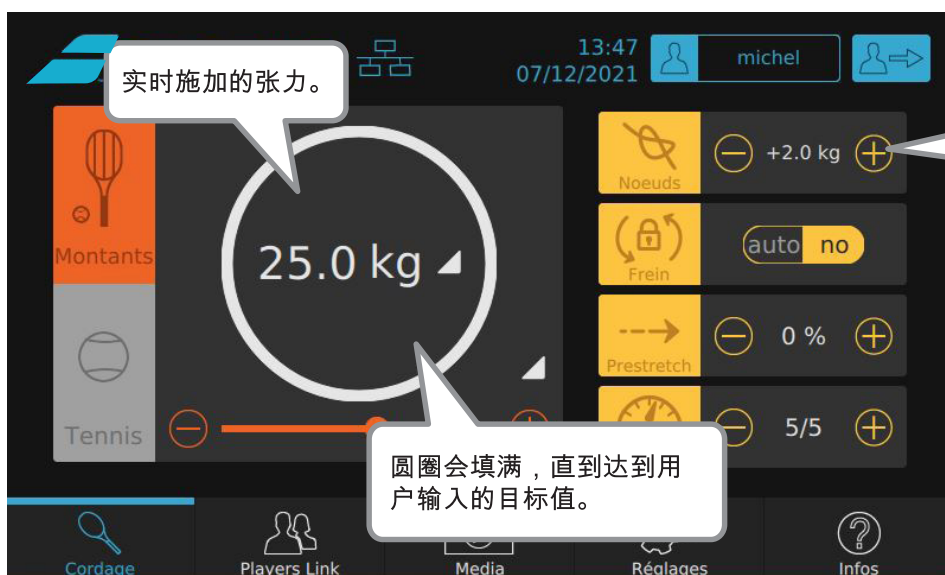 13:47
07/12/2021
michel
实时施加的张力。
Montants
Tennis
25.0 kg
Noeuds
+2.0 kg
Frein
auto no
Prestretch
0 %
5/5
圆圈会填满，直到达到用
户输入的目标值。
Cordage
Players Link
Media
Réglages
Infos